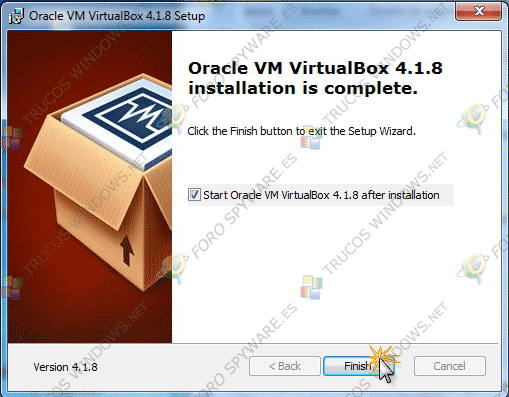 Oracle VM VirtualBox 4.1.8 Setup
Oracle VM VirtualBox 4.1.8
installation is complete.
Click the Finish button to exit the Setup Wizard.
Start Oracle VM VirtualBox 4.1.8 after installation
Version 4.1.8
< Back
Finish
Cancel
TRUCOS WINDOWS.NET
FORO SPYWARE.ES
TRUCOS WINDOWS.NET
FORO SPYWARE.ES
TRUCOS WINDOWS.NET
FORO SPYWARE.ES
TRUCOS WINDOWS.NET